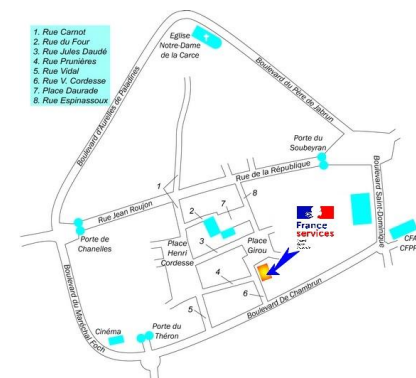 1. Rue Carnot
2. Rue du Four
3. Rue Jules Daudé
4. Rue Prunières
5. Rue Vidal
6. Rue V. Cordesse
7. Place Daurade
8. Rue Espinassoux
Eglise
Notre-Dame
de la Carce
Boulevard d'Aurelles de Paladines
Boulevard du Père de Jabrun
Porte du
Soubeyran
Rue de la République
1
8
Rue Jean Roujon
2
7
Boulevard Saint-Dominique
France
services
Porte de
Chanelles
Place
Henri
Cordesse
3
Place
Girou
CFA
CFPP
4
6
Boulevard De Chambrun
Boulevard du Maréchal Foch
5
Cinéma
Porte du
Théron